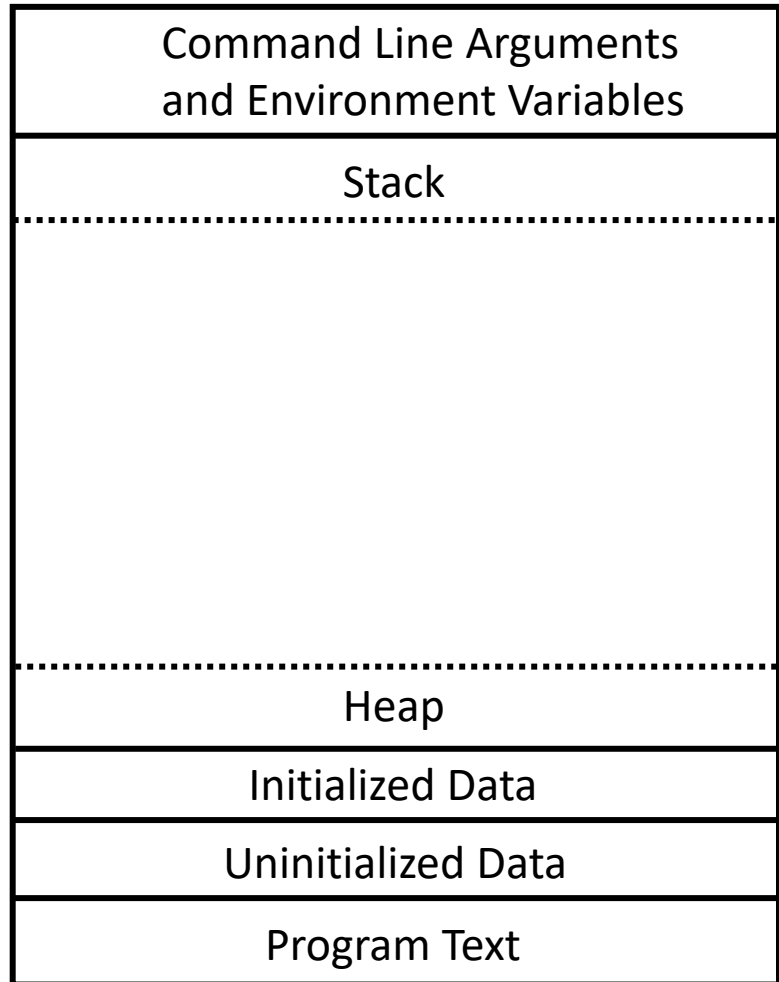 Command Line Arguments
and Environment Variables
Stack
Heap
Initialized Data
Uninitialized Data
Program Text